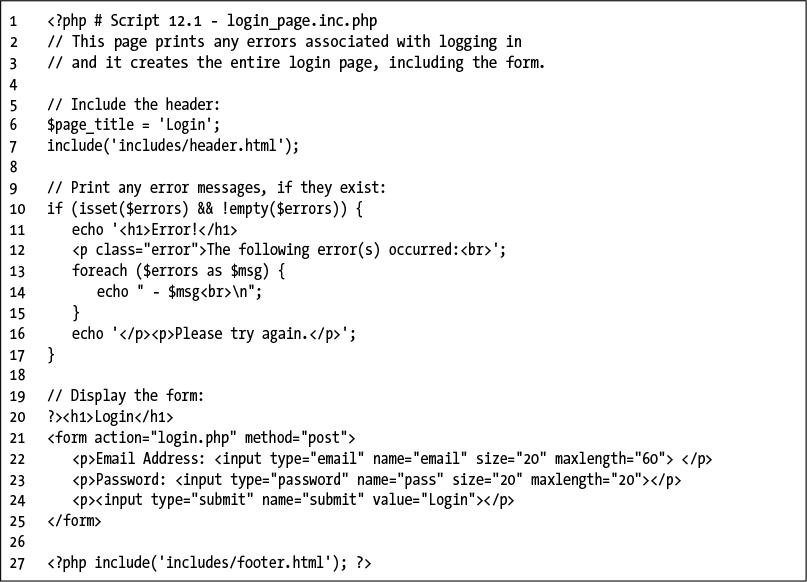 1 <?php # Script 12.1 - login_page.inc.php
2 // This page prints any errors associated with logging in
3 // and it creates the entire login page, including the form.
4
5 // Include the header:
6 $page_title = 'Login';
7 include('includes/header.html');
8
9 // Print any error messages, if they exist:
10 if (isset($errors) && !empty($errors)) {
11 echo '<h1>Error!</h1>
12 <p class="error">The following error(s) occurred:<br>';
13 foreach ($errors as $msg) {
14 echo " - $msg<br>\n";
15 }
16 echo '</p><p>Please try again.</p>';
17 }
18
19 // Display the form:
20 ?><h1>Login</h1>
21 <form action="login.php" method="post">
22 <p>Email Address: <input type="email" name="email" size="20" maxlength="60"> </p>
23 <p>Password: <input type="password" name="pass" size="20" maxlength="20"></p>
24 <p><input type="submit" name="submit" value="Login"></p>
25 </form>
26
27 <?php include('includes/footer.html'); ?>